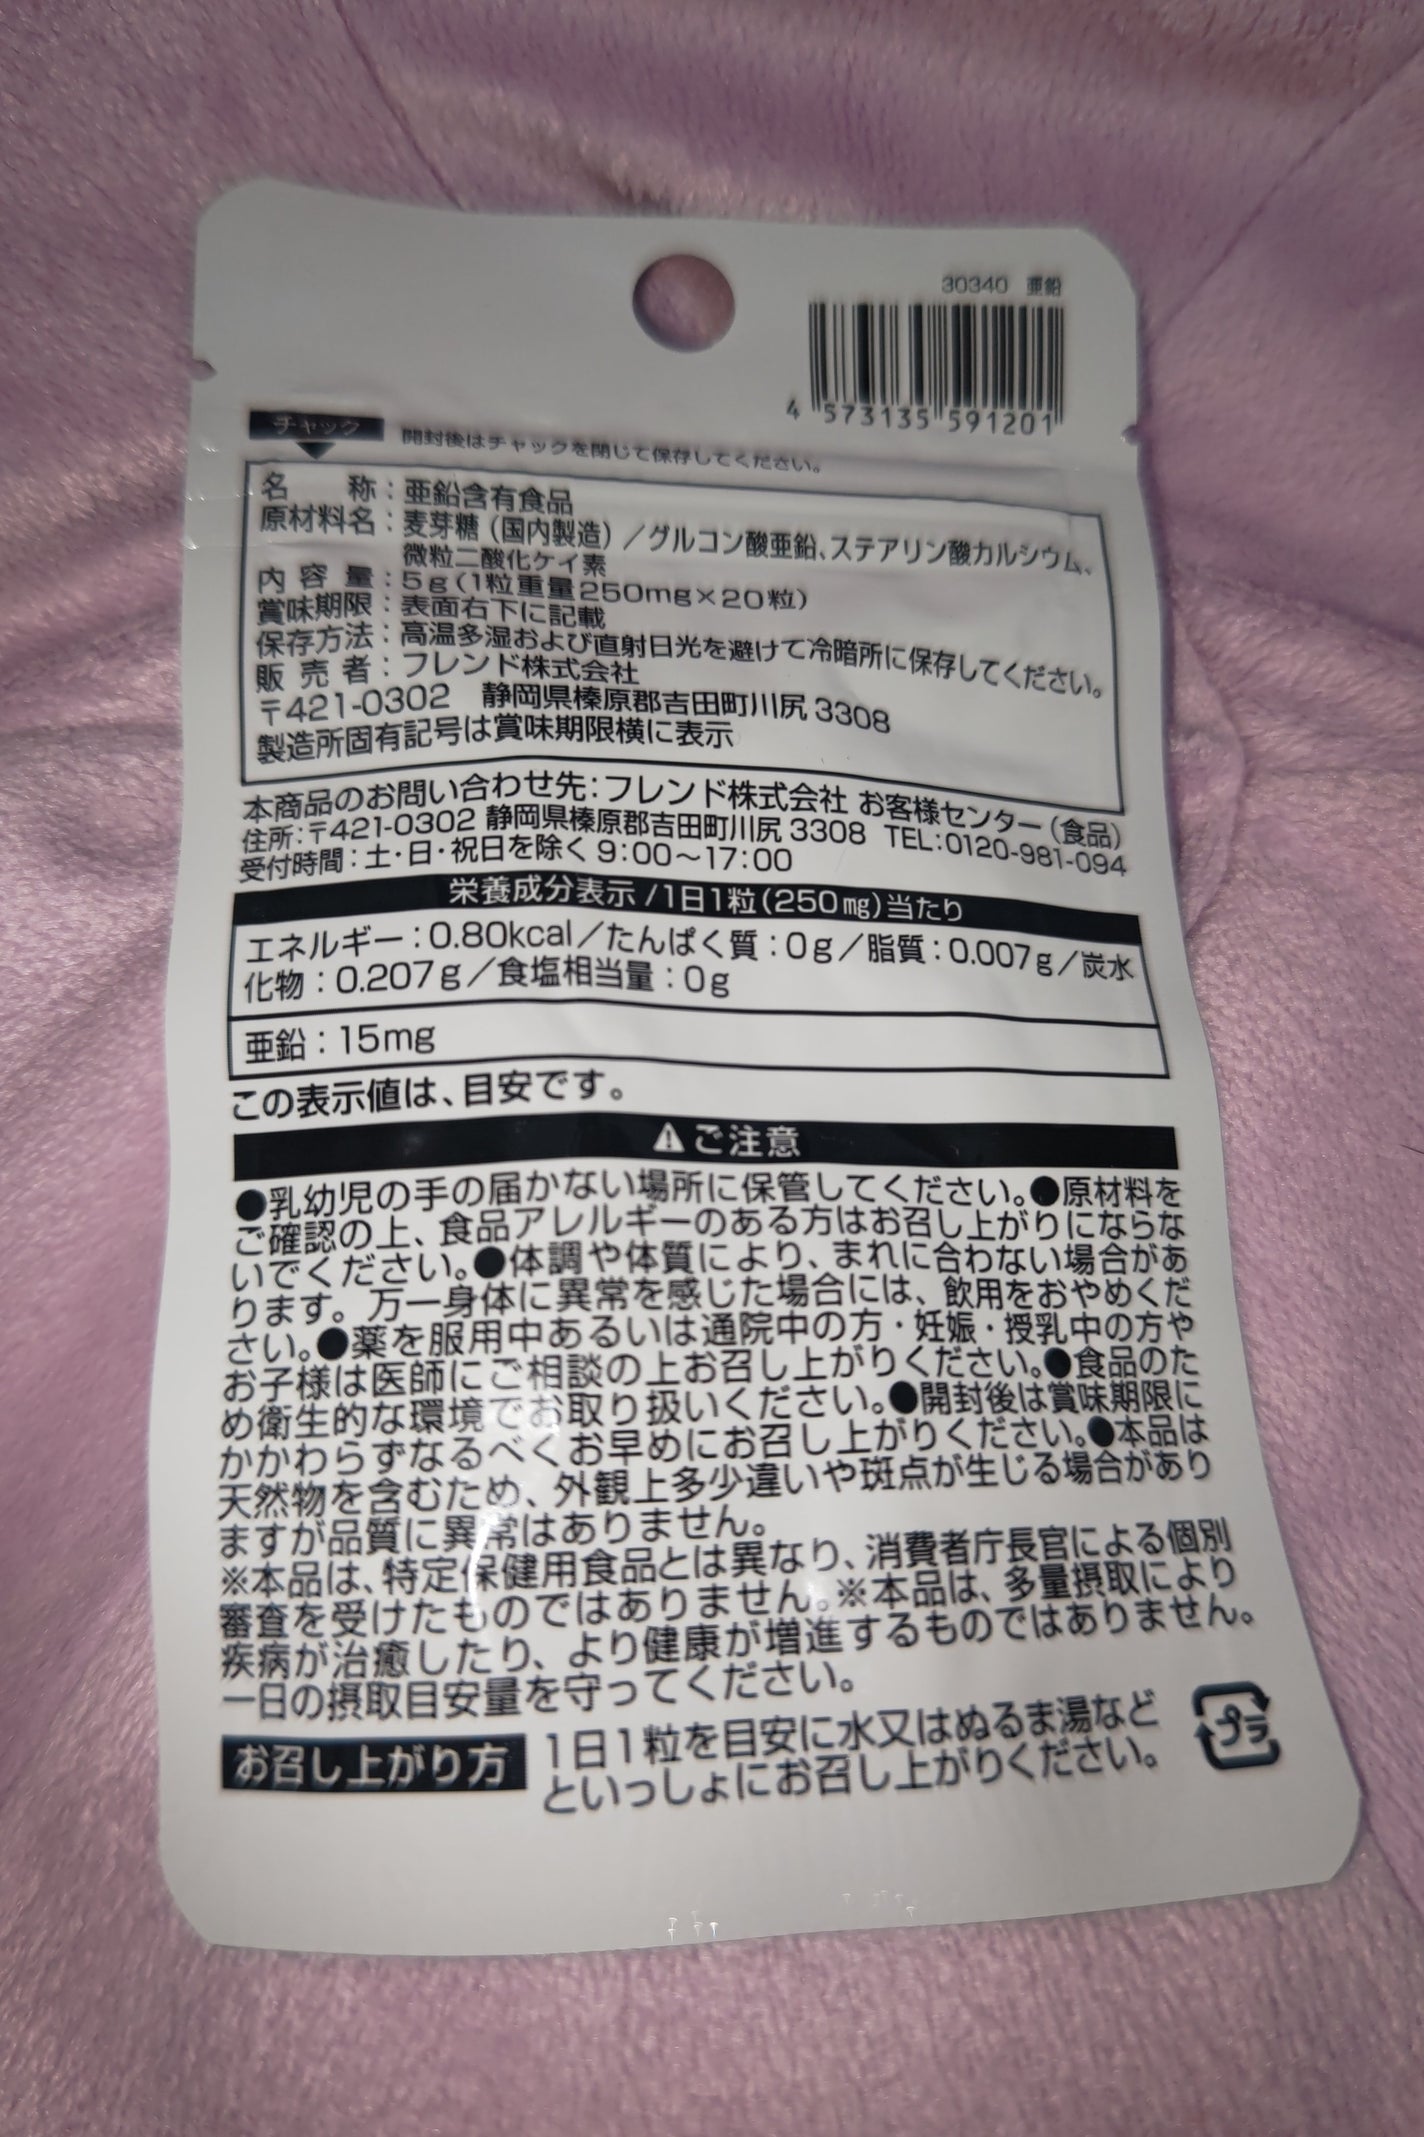 30340 亜鉛
4 573135 591201
チャック 開封後はチャックを閉じて保存してください。
名称：亜鉛含有食品
原材料名：麦芽糖（国内製造）／グルコン酸亜鉛、ステアリン酸カルシウム、
微粒二酸化ケイ素
内容量：5g（1粒重量250mg×20粒）
賞味期限：表面右下に記載
保存方法：高温多湿および直射日光を避けて冷暗所に保存してください。
販売者：フレンド株式会社
〒421-0302 静岡県榛原郡吉田町川尻3308
製造所固有記号は賞味期限横に表示
本商品のお問い合わせ先：フレンド株式会社 お客様センター（食品）
住所：〒421-0302 静岡県榛原郡吉田町川尻3308 TEL：0120-981-094
受付時間：土・日・祝日を除く9：00～17：00
栄養成分表示/1日1粒（250㎎）当たり
エネルギー：0.80kcal／たんぱく質：0g／脂質：0.007g／炭水
化物：0.207g／食塩相当量：0g
亜鉛：15mg
この表示値は、目安です。
⚠ご注意
●乳幼児の手の届かない場所に保管してください。●原材料を
ご確認の上、食品アレルギーのある方はお召し上がりにならな
いでください。●体調や体質により、まれに合わない場合があ
ります。万一身体に異常を感じた場合には、飲用をおやめくだ
さい。●薬を服用中あるいは通院中の方・妊娠・授乳中の方や
お子様は医師にご相談の上お召し上がりください。●食品のた
め衛生的な環境でお取り扱いください。●開封後は賞味期限に
かかわらずなるべくお早めにお召し上がりください。●本品は
天然物を含むため、外観上多少違いや斑点が生じる場合があり
ますが品質に異常はありません。
※本品は、特定保健用食品とは異なり、消費者庁長官による個別
審査を受けたものではありません。※本品は、多量摂取により
疾病が治癒したり、より健康が増進するものではありません。
一日の摂取目安量を守ってください。
お召し上がり方 1日1粒を目安に水又はぬるま湯など
といっしょにお召し上がりください。
プラ